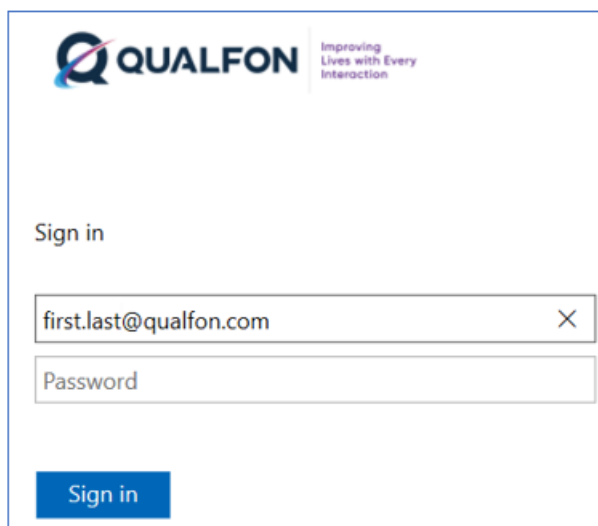 QUALFON
Improving
Lives with Every
Interaction
Sign in
first.last@qualfon.com
Password
Sign in